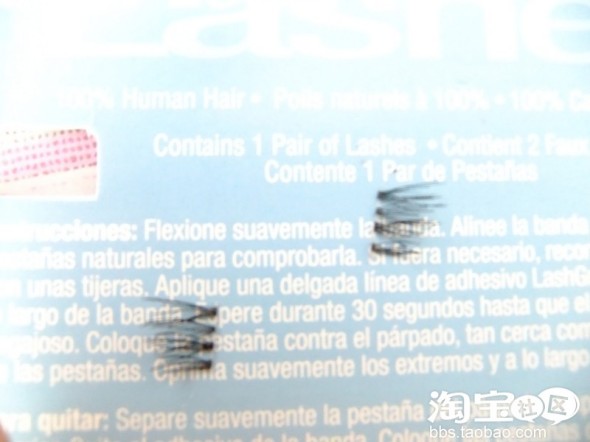 Lashe
100% Human Hair • Poils naturels à 100% • 100% Ca
Contains 1 Pair of Lashes • Contient 2 Faux
Contente 1 Par de Pestañas
rucciones: Flexione suavemente la banda. Alinee la banda
stañas naturales para comprobarla. Si fuera necesario, reco
n unas tijeras. Aplique una delgada línea de adhesivo LashG
largo de la banda. Espere durante 30 segundos hasta que el
gajoso. Coloque la pestaña contra el párpado, tan cerca com
las pestañas. Oprima suavemente los extremos y a lo largo
ra quitar: Separe suavemente la pestaña
淘宝社区
bbs.taobao.com